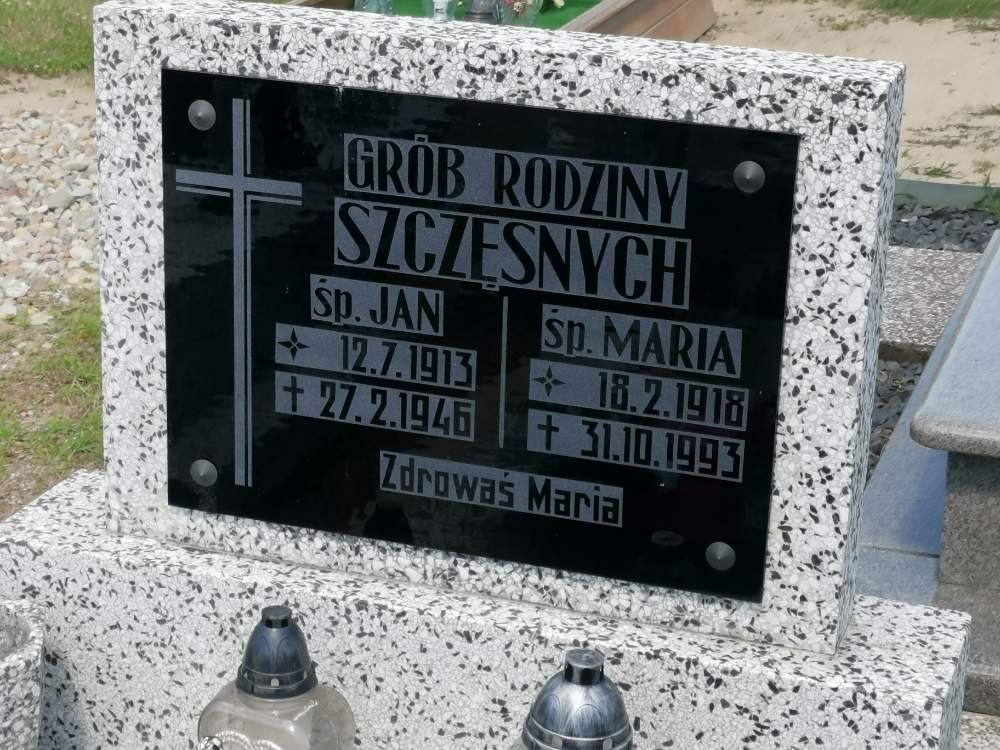 GRÓB RODZINY
SZCZĘSNYCH
śp. JAN
12.7.1913
27.2.1946
śp. MARIA
18.2.1918
31.10.1993
Zdrowaś Maria